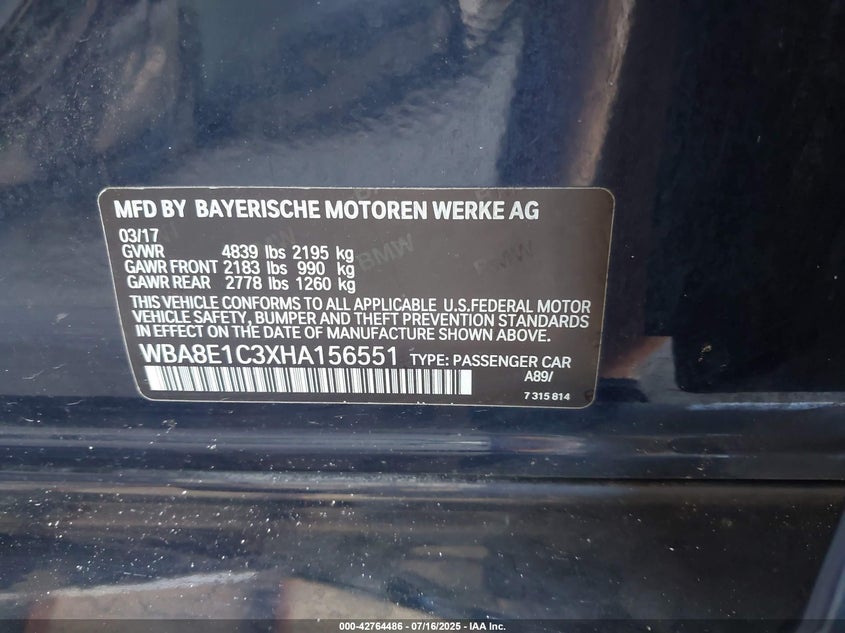 MFD BY BAYERISCHE MOTOREN WERKE AG
03/17
GVWR 4839 lbs 2195 kg
GAWR FRONT 2183 lbs 990 kg
GAWR REAR 2778 lbs 1260 kg
THIS VEHICLE CONFORMS TO ALL APPLICABLE U.S.FEDERAL MOTOR
VEHICLE SAFETY, BUMPER AND THEFT PREVENTION STANDARDS
IN EFFECT ON THE DATE OF MANUFACTURE SHOWN ABOVE.
WBA8E1C3XHA156551 TYPE: PASSENGER CAR
A89/
7 315 814
BMW
BMW
000-42764486 - 07/16/2025 - IAA Inc.